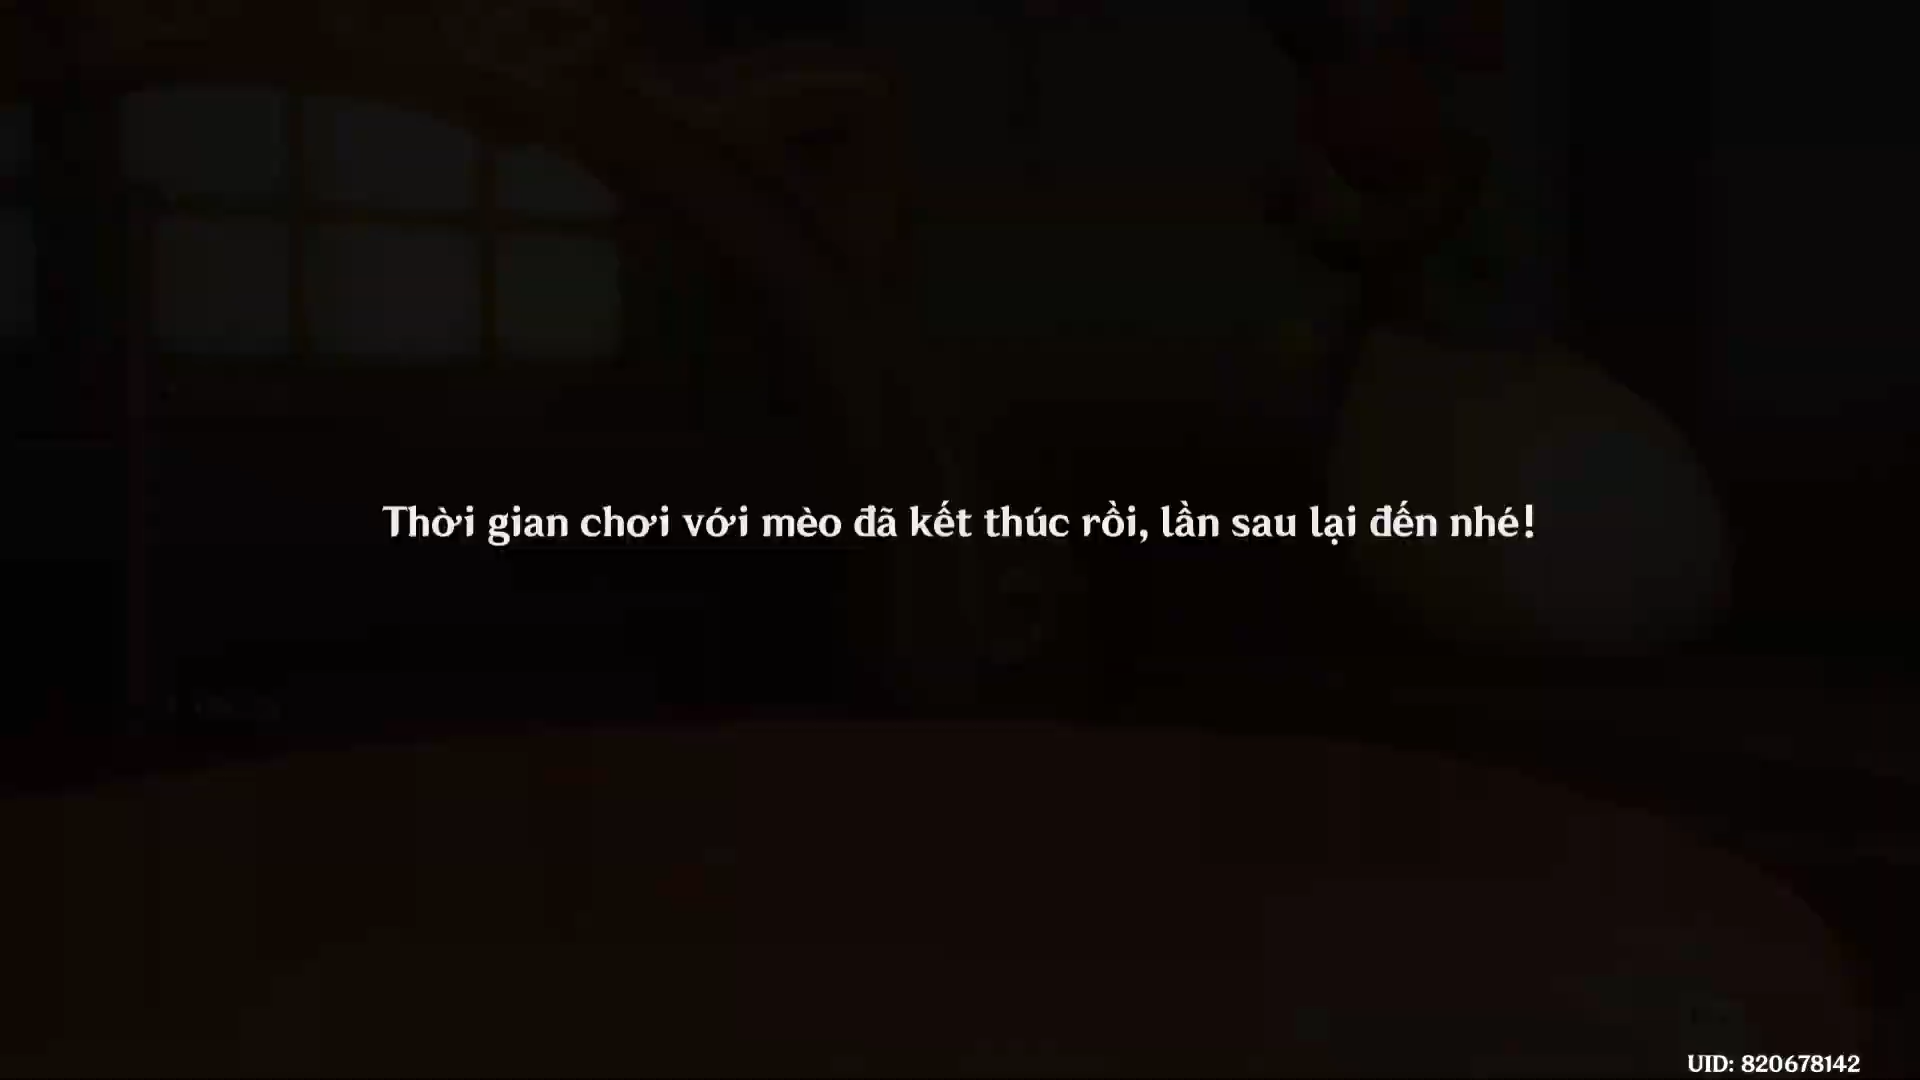 Thời gian chơi với mèo đã kết thúc rồi, lần sau lại đến nhé!
UID: 820678142